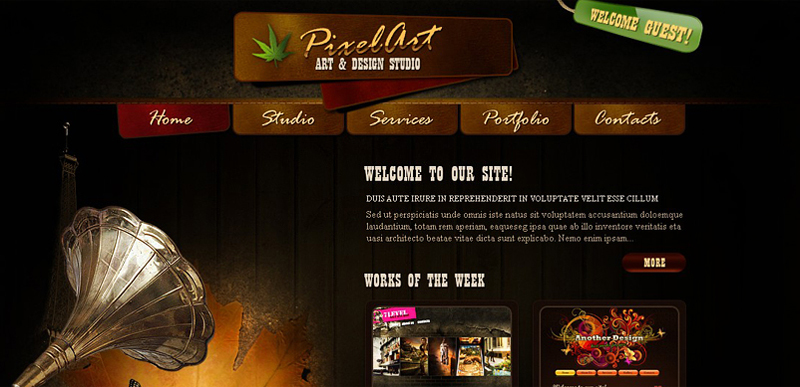 PixelArt
ART & DESIGN STUDIO
WELCOME GUEST!
Home
Studio
Services
Portfolio
Contacts
WELCOME TO OUR SITE!
DUIS AUTE IRURE IN REPREHENDERIT IN VOLUPTATE VELIT ESSE CILLUM
Sed ut perspiciatis unde omnis iste natus sit voluptatem accusantium doloemque
laudantium, totam rem aperiam, eaqueseg ipsa quae ab illo inventore veritatis eta
uasi architecto beatae vitae dicta sunt explicabo. Nemo enim ipsam...
MORE
WORKS OF THE WEEK
Another Design